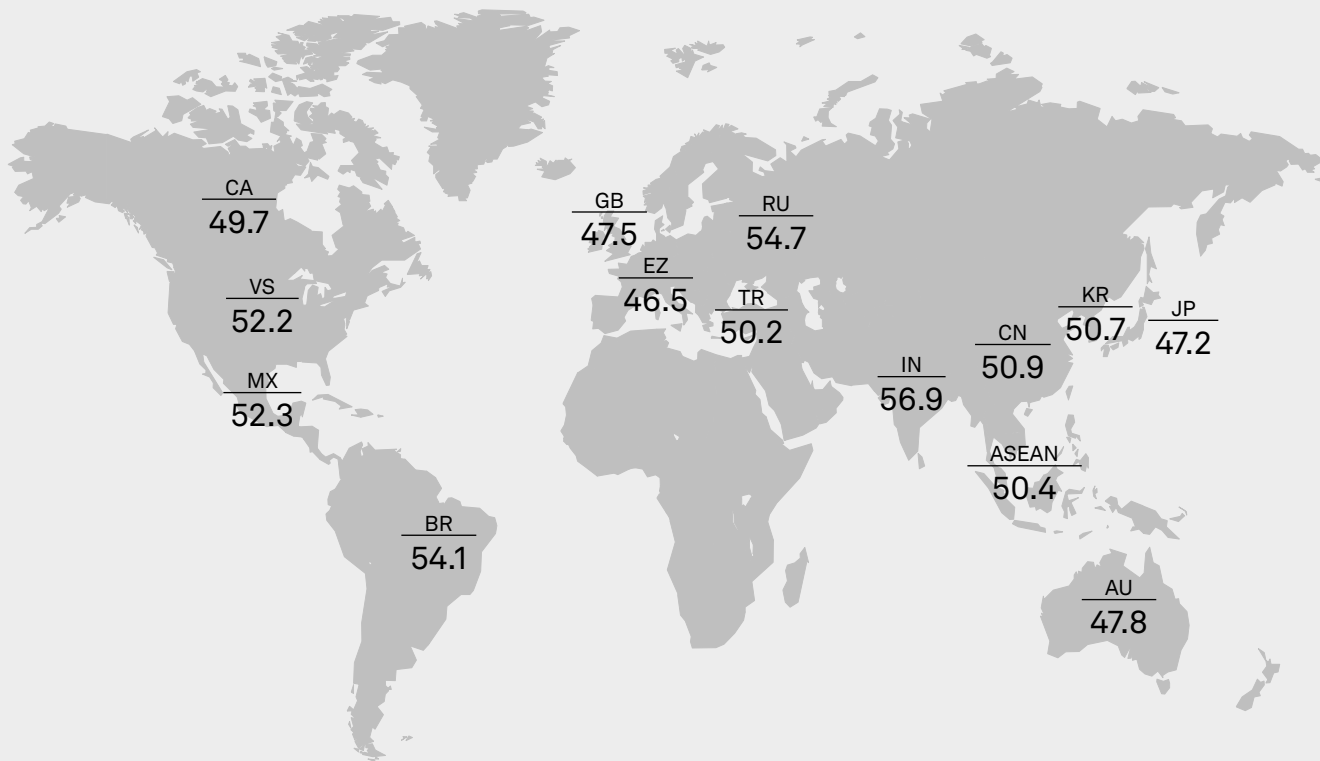 CA
49.7
GB
47.5
RU
54.7
EZ
46.5
VS
52.2
TR
50.2
KR
50.7
JP
47.2
CN
50.9
IN
56.9
MX
52.3
ASEAN
50.4
BR
54.1
AU
47.8